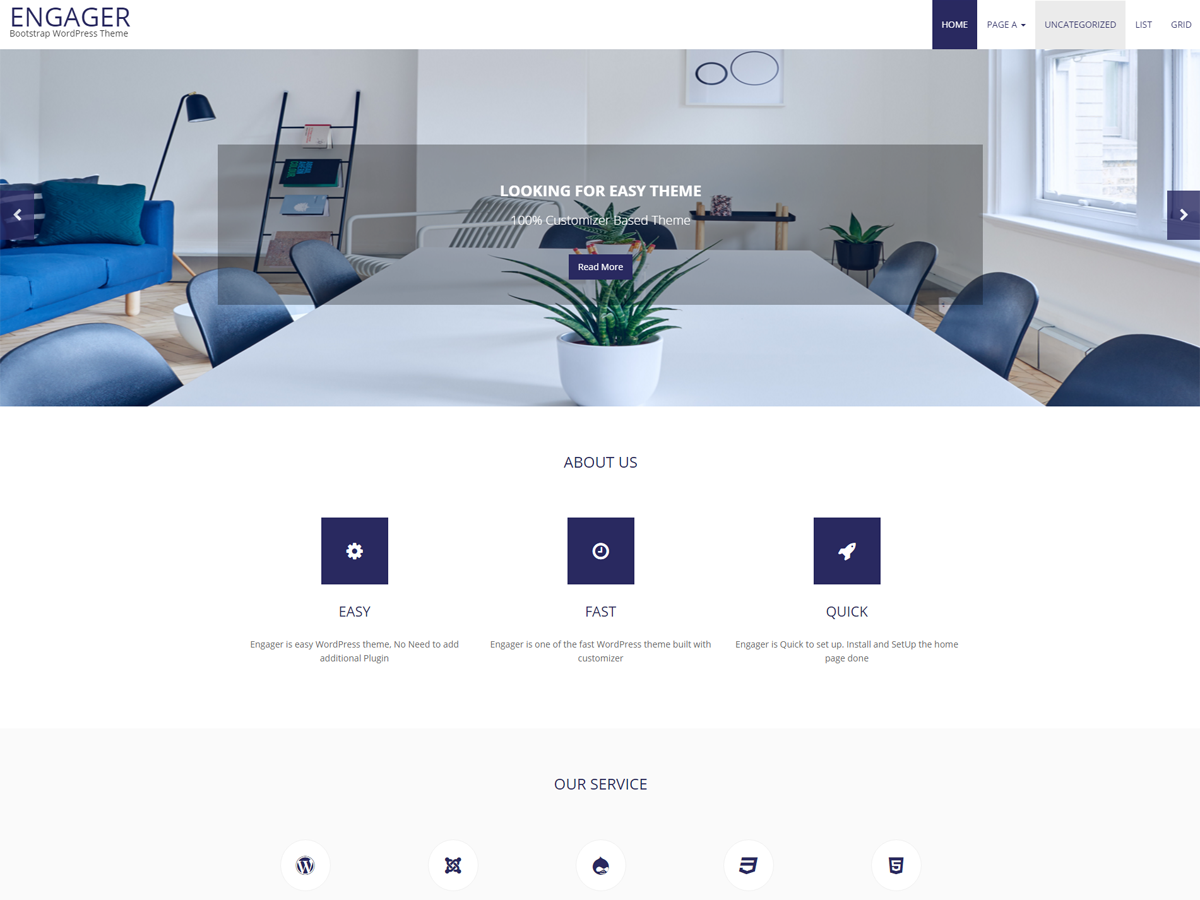 ENGAGER
Bootstrap WordPress Theme
HOME
PAGE A
UNCATEGORIZED
LIST
GRID
LOOKING FOR EASY THEME
100% Customizer Based Theme
Read More
ABOUT US
EASY
FAST
QUICK
Engager is easy WordPress theme. No Need to add
additional Plugin
Engager is one of the fast WordPress theme built with
customizer
Engager is Quick to set up. Install and SetUp the home
page done
OUR SERVICE